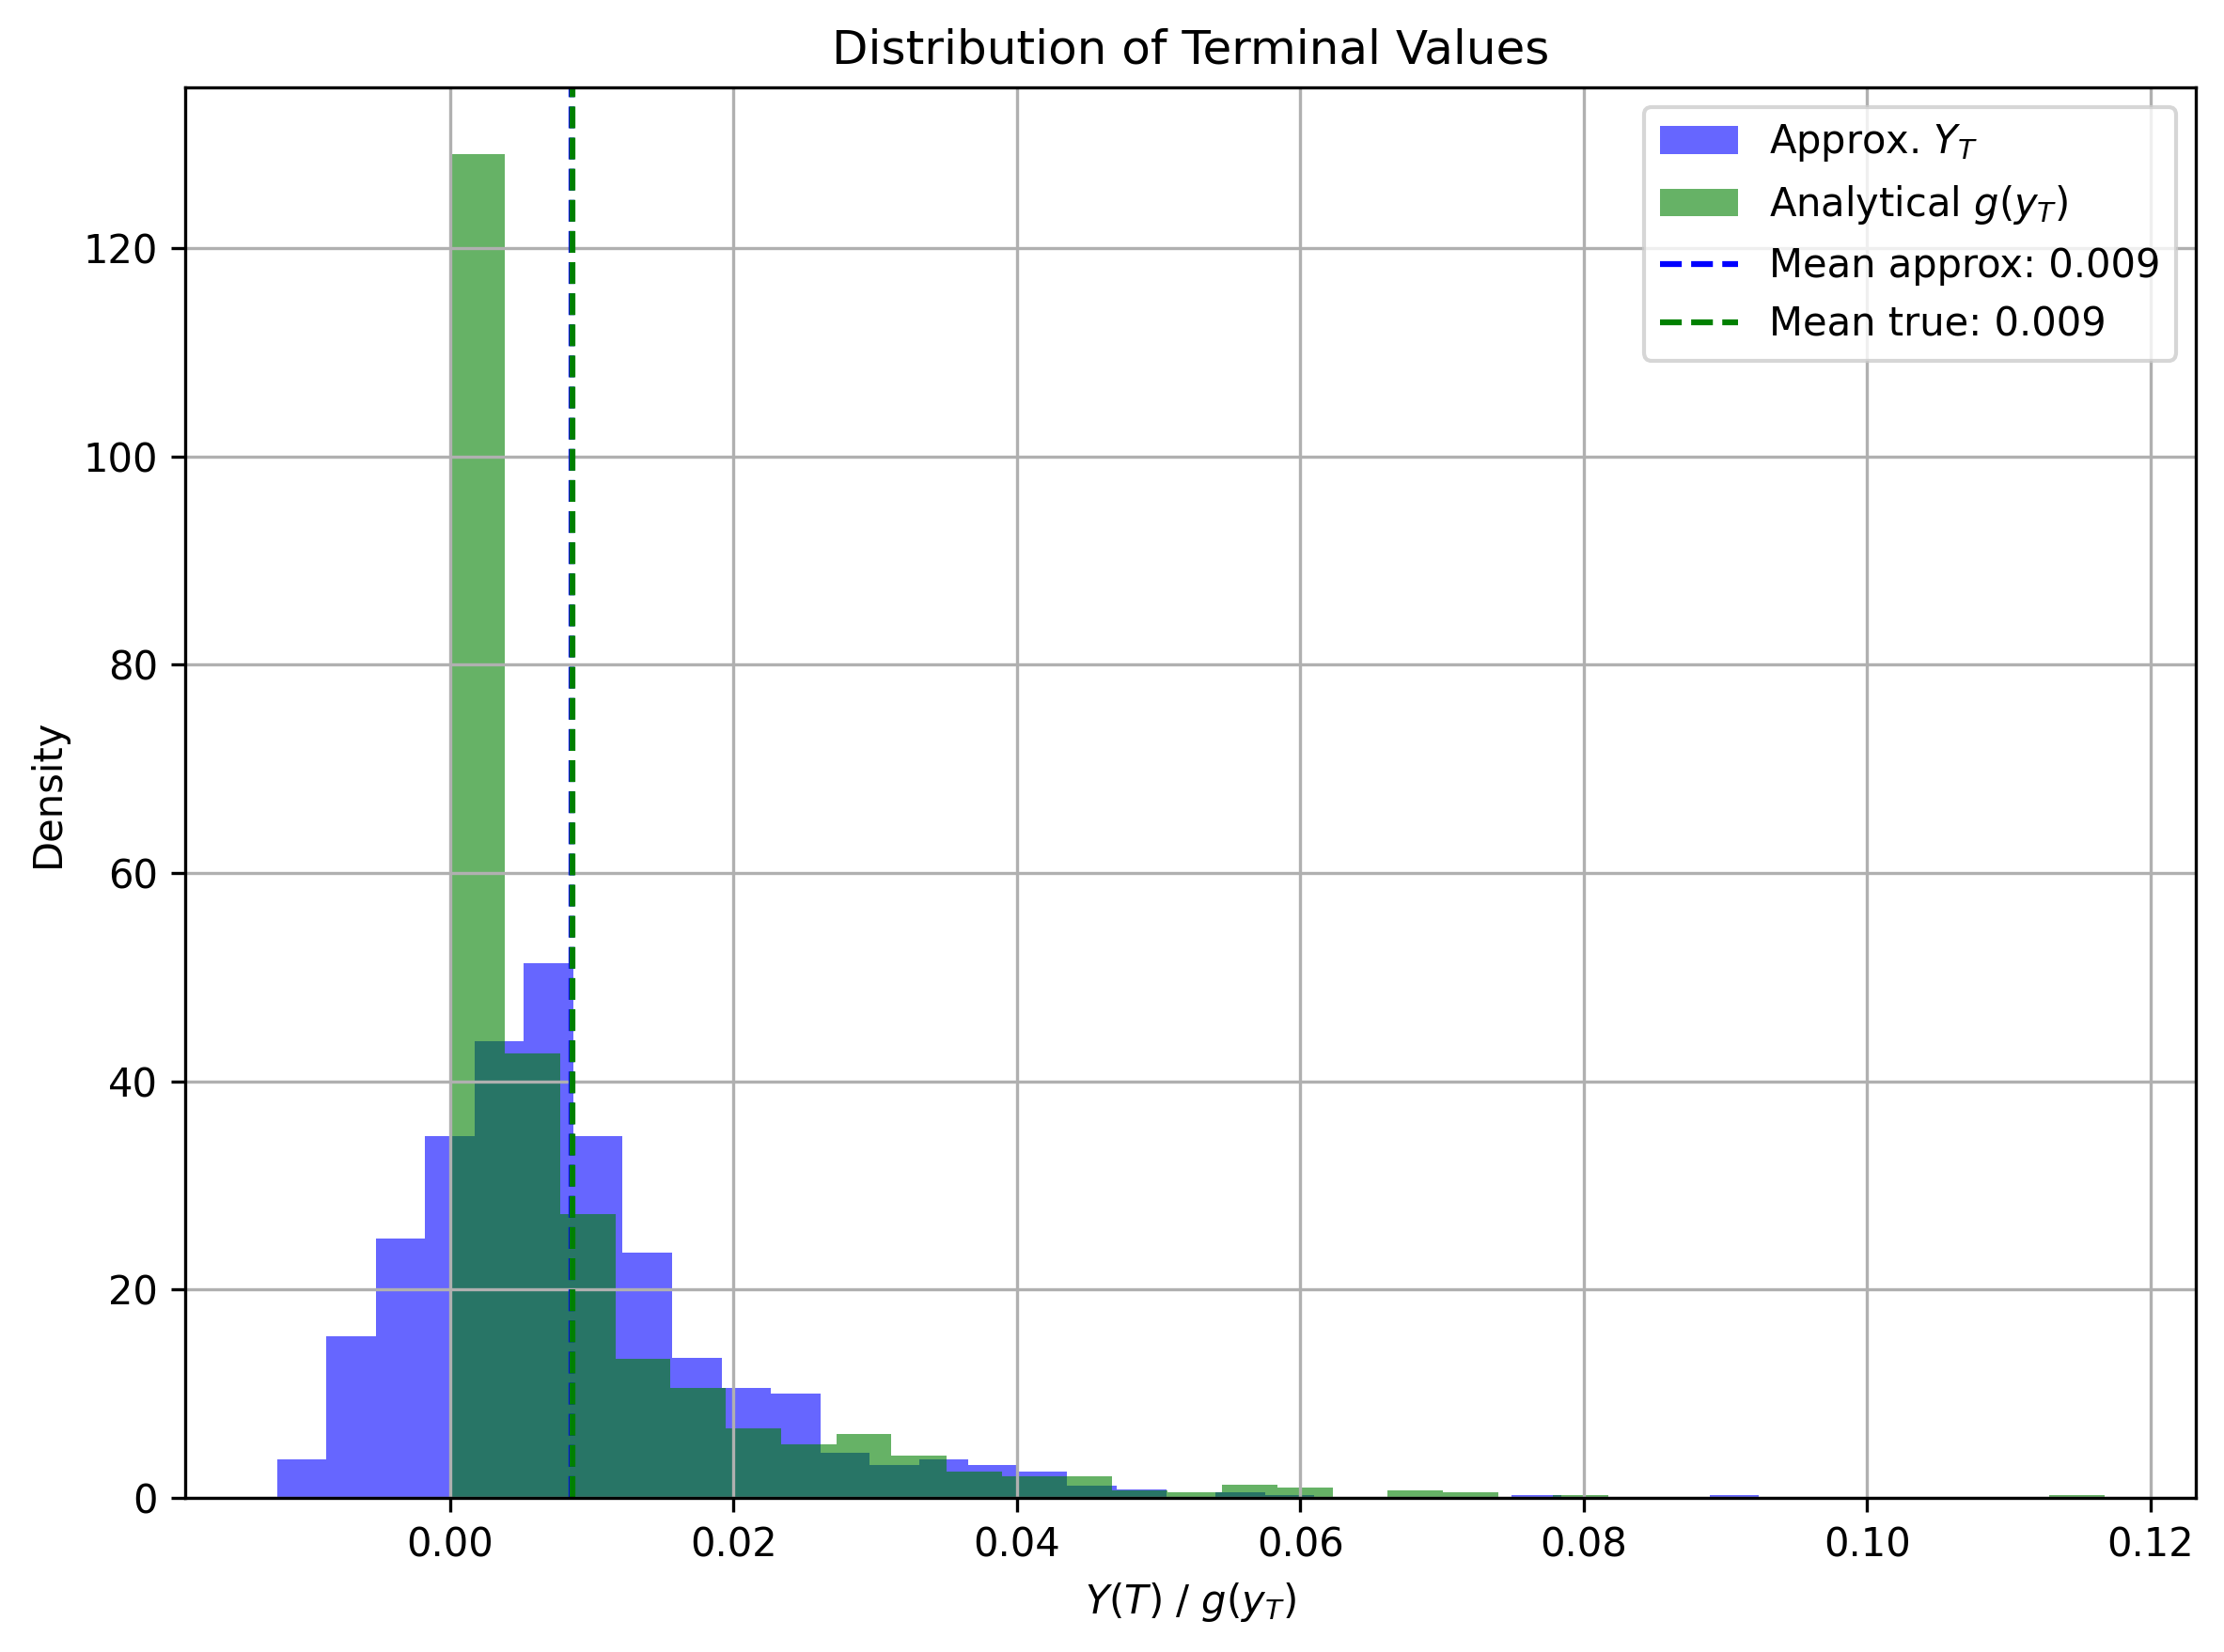 Distribution of Terminal Values
Approx. $Y_T$
Analytical $g(y_T)$
Mean approx: 0.009
Mean true: 0.009
Density
120
100
80
60
40
20
0
0.00 0.02 0.04 0.06 0.08 0.10 0.12
$Y(T)$ / $g(y_T)$